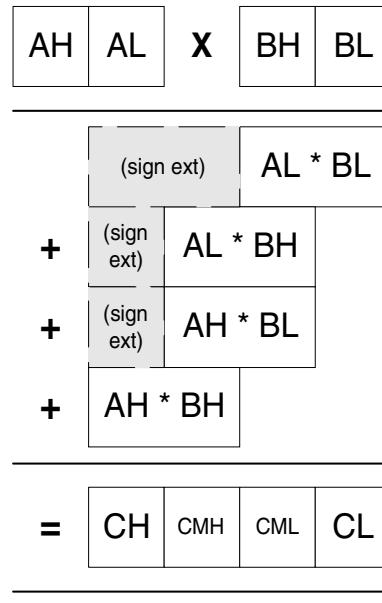 AH AL X BH BL
(sign ext) AL * BL
+ (sign ext) AL * BH
+ (sign ext) AH * BL
+ AH * BH
= CH CMH CML CL